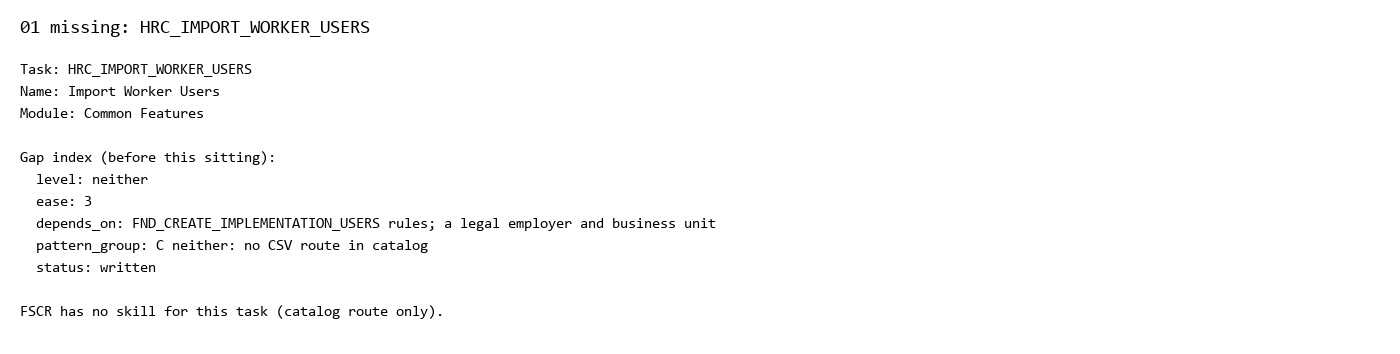 01 missing: HRC_IMPORT_WORKER_USERS
Task: HRC_IMPORT_WORKER_USERS
Name: Import Worker Users
Module: Common Features
Gap index (before this sitting):
level: neither
ease: 3
depends_on: FND_CREATE_IMPLEMENTATION_USERS rules; a legal employer and business unit
pattern_group: C neither: no CSV route in catalog
status: written
FSCR has no skill for this task (catalog route only).